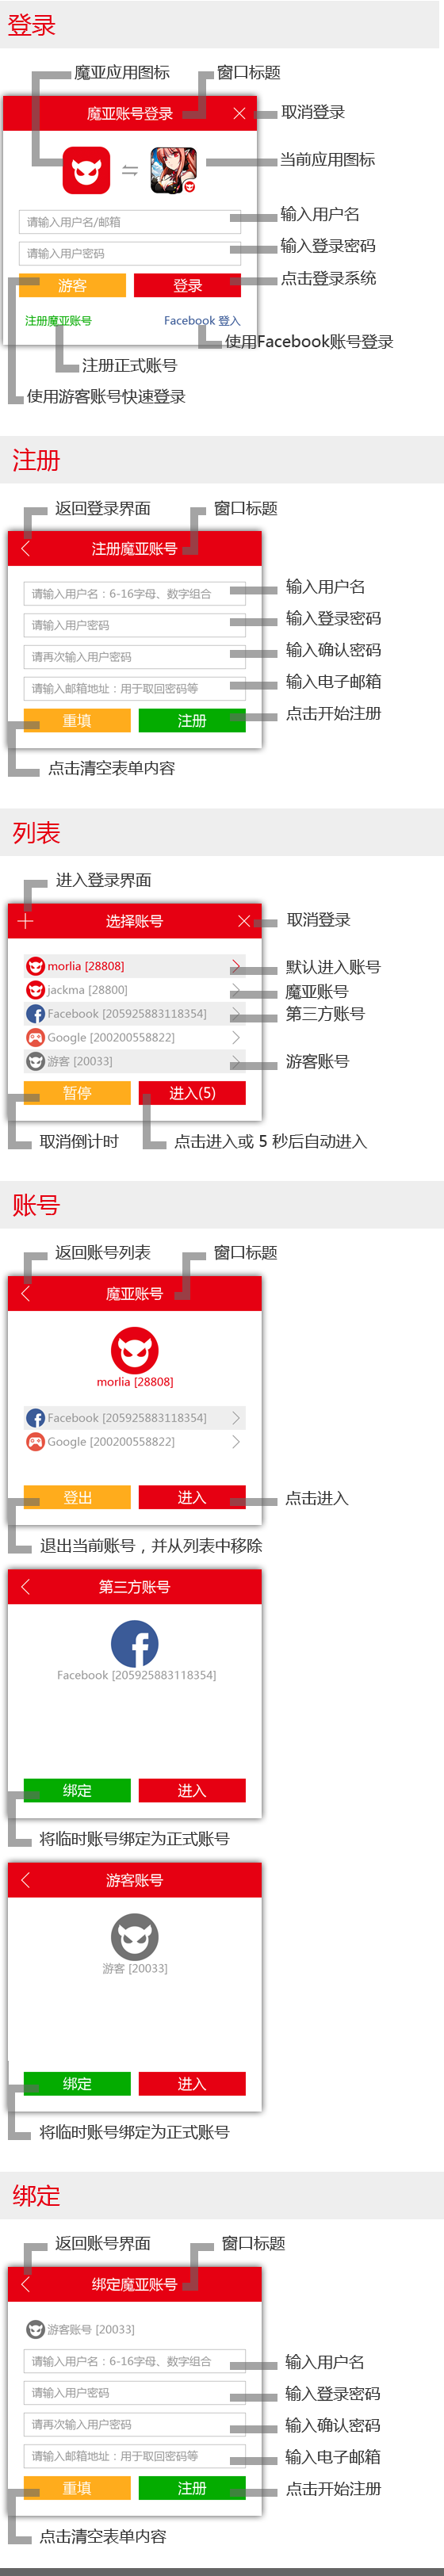 登录
魔亚应用图标
窗口标题
魔亚账号登录
取消登录
当前应用图标
请输入用户名/邮箱
输入用户名
请输入用户密码
输入登录密码
游客
登录
点击登录系统
注册魔亚账号
Facebook 登入
使用Facebook账号登录
注册正式账号
使用游客账号快速登录
注册
返回登录界面
窗口标题
注册魔亚账号
请输入用户名：6-16字母、数字组合
输入用户名
请输入用户密码
输入登录密码
请再次输入用户密码
输入确认密码
请输入邮箱地址：用于取回密码等
输入电子邮箱
重填
注册
点击开始注册
点击清空表单内容
列表
进入登录界面
选择账号
取消登录
morlia [28808]
默认进入账号
jackma [28800]
魔亚账号
Facebook [205925883118354]
第三方账号
Google [200200558822]
游客 [20033]
游客账号
暂停
进入(5)
取消倒计时
点击进入或 5 秒后自动进入
账号
返回账号列表
窗口标题
魔亚账号
morlia [28808]
Facebook [205925883118354]
Google [200200558822]
登出
进入
点击进入
退出当前账号，并从列表中移除
第三方账号
Facebook [205925883118354]
绑定
进入
将临时账号绑定为正式账号
游客账号
游客 [20033]
绑定
进入
将临时账号绑定为正式账号
绑定
返回账号界面
窗口标题
绑定魔亚账号
游客账号 [20033]
请输入用户名：6-16字母、数字组合
输入用户名
请输入用户密码
输入登录密码
请再次输入用户密码
输入确认密码
请输入邮箱地址：用于取回密码等
输入电子邮箱
重填
注册
点击开始注册
点击清空表单内容